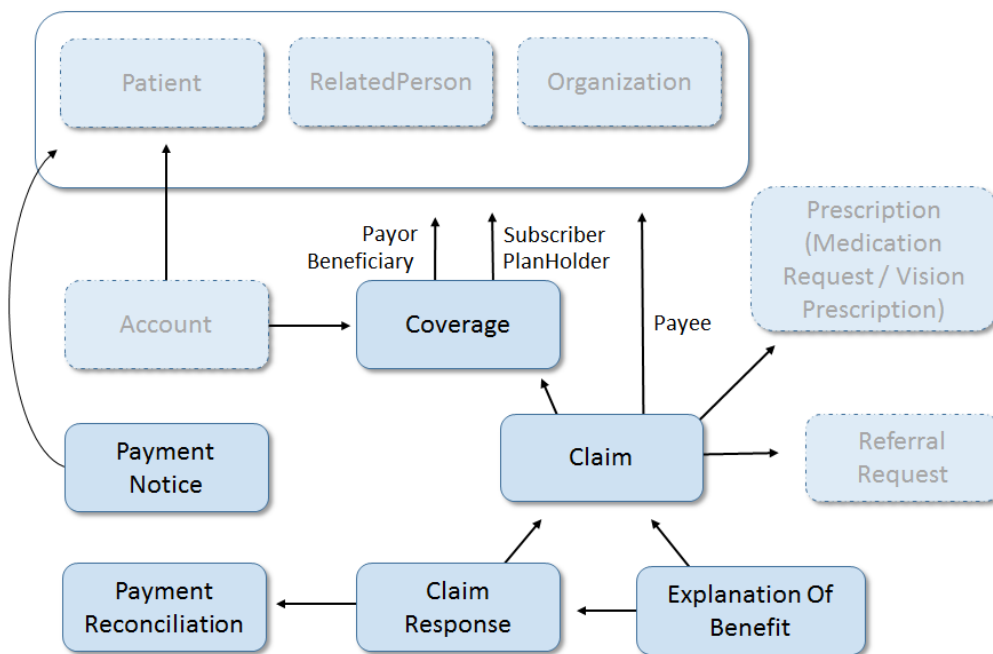 Patient
RelatedPerson
Organization
Prescription
(Medication
Request / Vision
Prescription)
Payor
Beneficiary
Subscriber
PlanHolder
Account
Coverage
Payee
Payment
Notice
Claim
Referral
Request
Payment
Reconciliation
Claim
Response
Explanation Of
Benefit